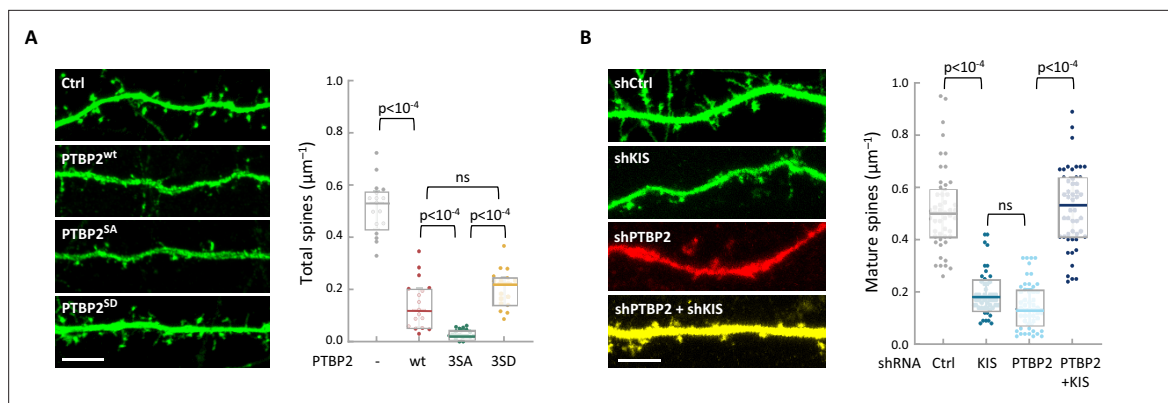 A
Ctrl
PTBP2ʷᵗ
PTBP2ˢᴬ
PTBP2ˢᴰ
Total spines (µm⁻¹)
1.0
0.8
0.6
0.4
0.2
0.0
p<10⁻⁴
ns
p<10⁻⁴
p<10⁻⁴
PTBP2 - wt 3SA 3SD
B
shCtrl
shKIS
shPTBP2
shPTBP2 + shKIS
Mature spines (µm⁻¹)
1.0
0.8
0.6
0.4
0.2
0.0
p<10⁻⁴ p<10⁻⁴
ns
shRNA Ctrl KIS PTBP2 PTBP2
+KIS